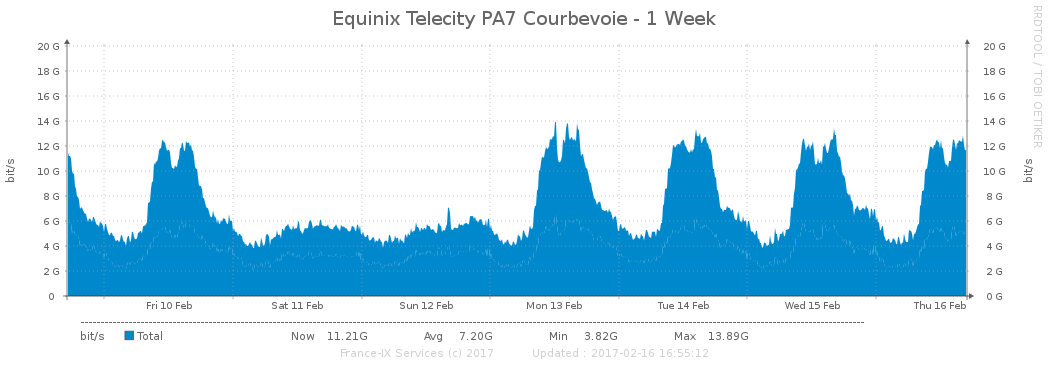 Equinix Telecity PA7 Courbevoie - 1 Week
RRDTOOL / TOBI OETIKER
bit/s
20 G 20 G
18 G 18 G
16 G 16 G
14 G 14 G
12 G 12 G
10 G 10 G
8 G 8 G
6 G 6 G
4 G 4 G
2 G 2 G
0 0 G
bit/s
Fri 10 Feb Sat 11 Feb Sun 12 Feb Mon 13 Feb Tue 14 Feb Wed 15 Feb Thu 16 Feb
bit/s Total Now 11.21G Avg 7.20G Min 3.82G Max 13.89G
France-IX Services (c) 2017 Updated : 2017-02-16 16:55:12